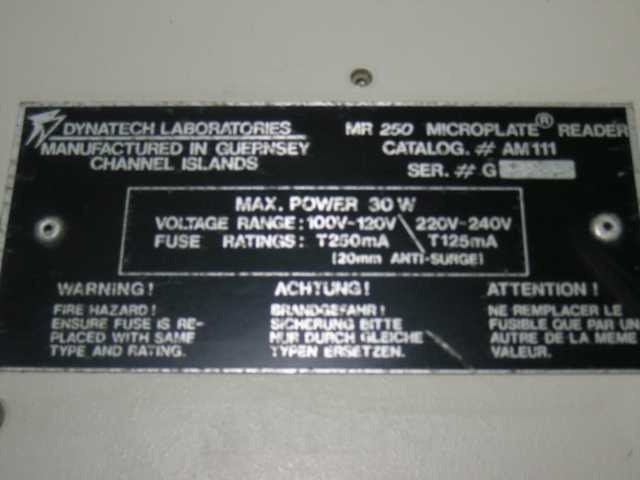 DYNATECH LABORATORIES
MANUFACTURED IN GUERNSEY
CHANNEL ISLANDS
MR 250 MICROPLATE® READER
CATALOG. # AM 111
SER. # G
MAX. POWER 30 W
VOLTAGE RANGE: 100V-120V \ 220V-240V
FUSE RATINGS: T250mA \ T125mA
(20mm ANTI-SURGE)
WARNING!
FIRE HAZARD!
ENSURE FUSE IS RE-
PLACED WITH SAME
TYPE AND RATING.
ACHTUNG!
BRANDGEFAHR!
SICHERUNG BITTE
NUR DURCH GLEICHE
TYPEN ERSETZEN.
ATTENTION!
NE REMPLACER LE
FUSIBLE QUE PAR UN
AUTRE DE LA MEME
VALEUR.